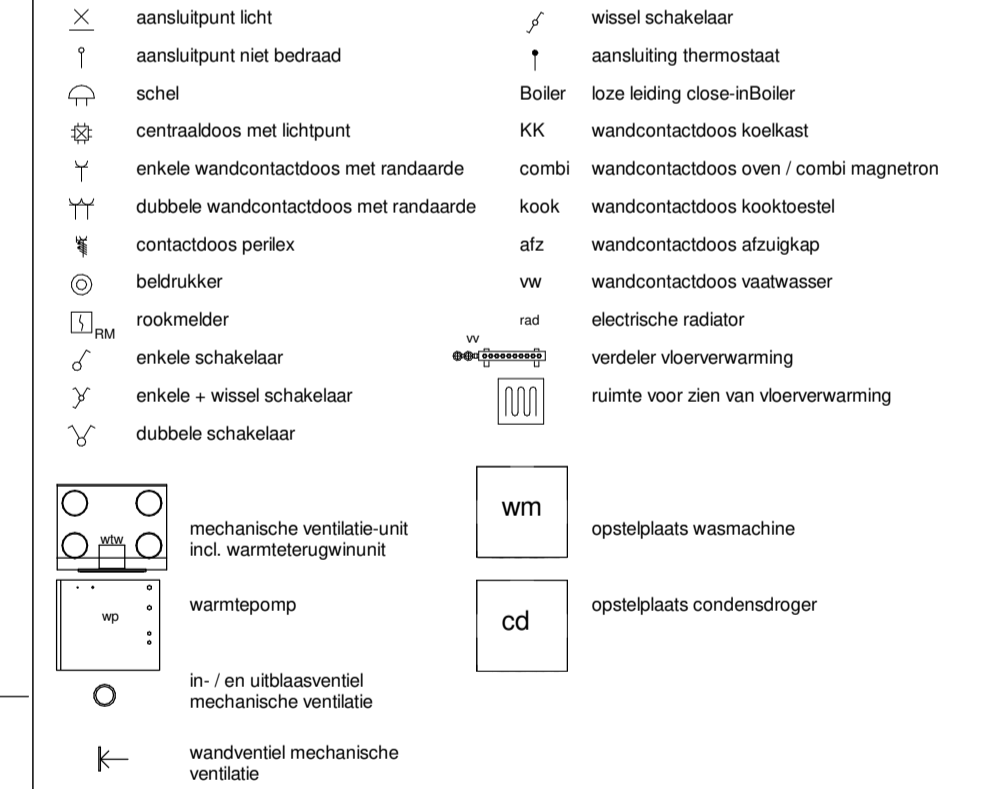 aansluitpunt licht
aansluitpunt niet bedraad
schel
centraaldoos met lichtpunt
enkele wandcontactdoos met randaarde
dubbele wandcontactdoos met randaarde
contactdoos perilex
beldrukker
RM rookmelder
enkele schakelaar
enkele + wissel schakelaar
dubbele schakelaar
wissel schakelaar
aansluiting thermostaat
Boiler loze leiding close-inBoiler
KK wandcontactdoos koelkast
combi wandcontactdoos oven / combi magnetron
kook wandcontactdoos kooktoestel
afz wandcontactdoos afzuigkap
vw wandcontactdoos vaatwasser
rad electrische radiator
vv
verdeler vloerverwarming
ruimte voor zien van vloerverwarming
wtw
mechanische ventilatie-unit
incl. warmteterugwinunit
wp
warmtepomp
in- / en uitblaasventiel
mechanische ventilatie
wandventiel mechanische
ventilatie
wm
opstelplaats wasmachine
cd
opstelplaats condensdroger